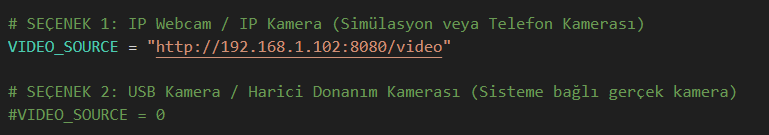 # SEÇENEK 1: IP Webcam / IP Kamera (Simülasyon veya Telefon Kamerası)
VIDEO_SOURCE = "http://192.168.1.102:8080/video"
# SEÇENEK 2: USB Kamera / Harici Donanım Kamerası (Sisteme bağlı gerçek kamera)
#VIDEO_SOURCE = 0